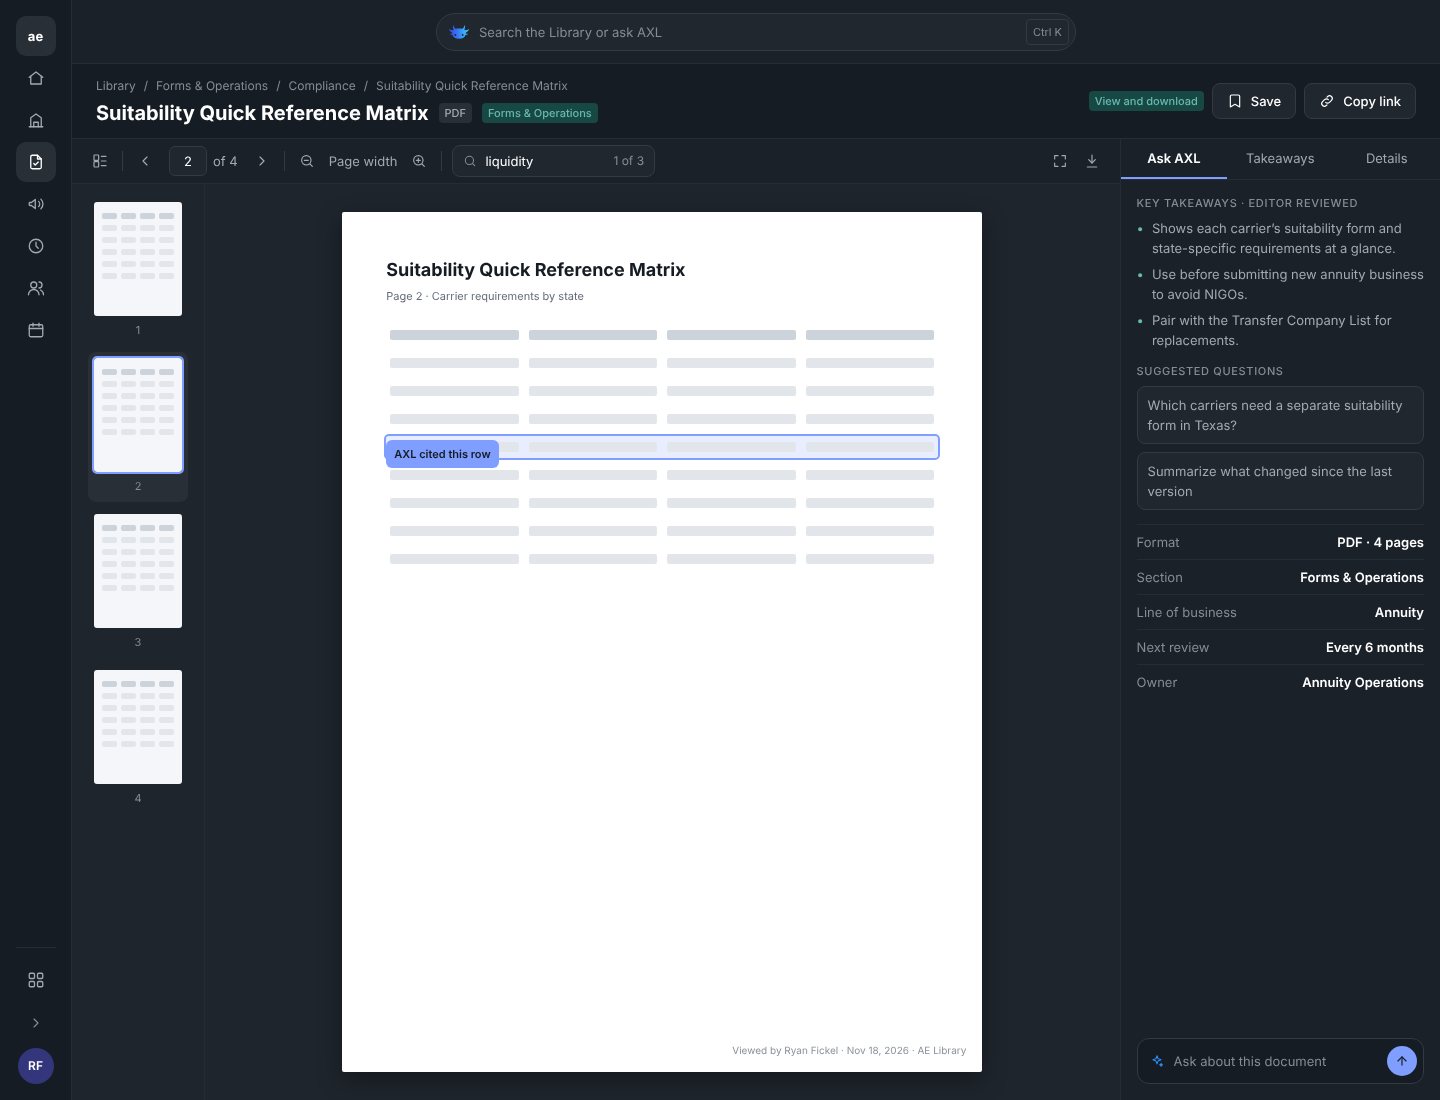 ae
Search the Library or ask AXL
Ctrl K
Library / Forms & Operations / Compliance / Suitability Quick Reference Matrix
Suitability Quick Reference Matrix
PDF
Forms & Operations
View and download
Save
Copy link
2 of 4
Page width
liquidity
1 of 3
Ask AXL
Takeaways
Details
1
2
3
4
Suitability Quick Reference Matrix
Page 2 · Carrier requirements by state
AXL cited this row
Viewed by Ryan Fickel · Nov 18, 2026 · AE Library
KEY TAKEAWAYS · EDITOR REVIEWED
• Shows each carrier’s suitability form and
state-specific requirements at a glance.
• Use before submitting new annuity business
to avoid NIGOs.
• Pair with the Transfer Company List for
replacements.
SUGGESTED QUESTIONS
Which carriers need a separate suitability
form in Texas?
Summarize what changed since the last
version
Format PDF · 4 pages
Section Forms & Operations
Line of business Annuity
Next review Every 6 months
Owner Annuity Operations
Ask about this document
RF